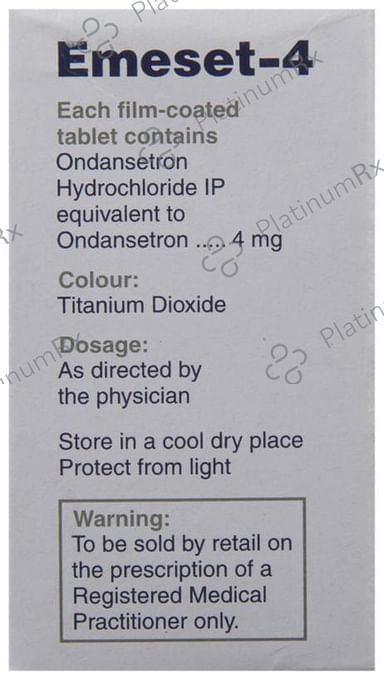 Emeset-4
Each film-coated
tablet contains
Ondansetron
Hydrochloride IP
equivalent to
Ondansetron ..... 4 mg
Colour:
Titanium Dioxide
Dosage:
As directed by
the physician
Store in a cool dry place
Protect from light
Warning:
To be sold by retail on
the prescription of a
Registered Medical
Practitioner only.
PlatinumRx
PlatinumRx